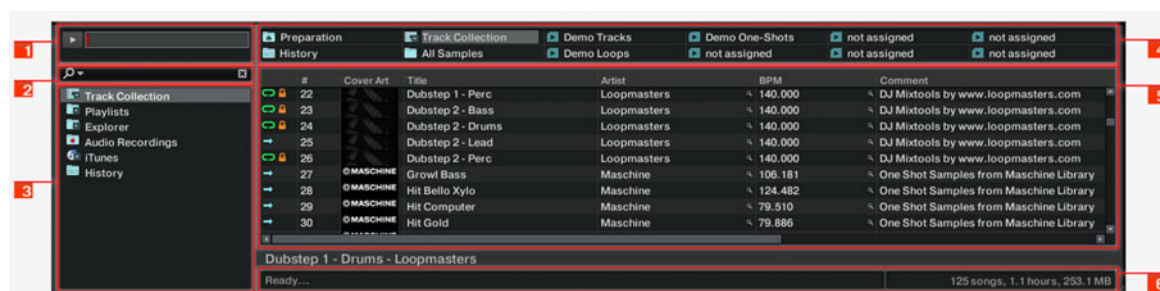 1
Preparation Track Collection Demo Tracks Demo One-Shots not assigned not assigned
4
History All Samples Demo Loops not assigned not assigned not assigned
2
# Cover Art Title Artist BPM Comment
5
Track Collection
Playlists
Explorer
Audio Recordings
iTunes
History
3
22 Dubstep 1 - Perc Loopmasters 140.000 DJ Mixtools by www.loopmasters.com
23 Dubstep 2 - Bass Loopmasters 140.000 DJ Mixtools by www.loopmasters.com
24 Dubstep 2 - Drums Loopmasters 140.000 DJ Mixtools by www.loopmasters.com
25 Dubstep 2 - Lead Loopmasters 140.000 DJ Mixtools by www.loopmasters.com
26 Dubstep 2 - Perc Loopmasters 140.000 DJ Mixtools by www.loopmasters.com
27 MASCHINE Growl Bass Maschine 106.181 One Shot Samples from Maschine Library
28 MASCHINE Hit Bello Xylo Maschine 124.482 One Shot Samples from Maschine Library
29 MASCHINE Hit Computer Maschine 79.510 One Shot Samples from Maschine Library
30 MASCHINE Hit Gold Maschine 79.886 One Shot Samples from Maschine Library
Dubstep 1 - Drums - Loopmasters
Ready... 125 songs, 1.1 hours, 253.1 MB
6